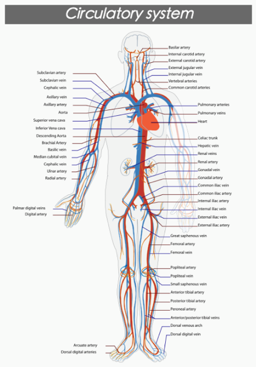 Circulatory system
Basilar artery
Internal carotid artery
External carotid artery
External jugular vein
Internal jugular vein
Vertebral arteries
Common carotid arteries
Pulmonary arteries
Pulmonary veins
Heart
Celiac trunk
Hepatic vein
Renal veins
Renal artery
Gonadal vein
Gonadal artery
Common iliac vein
Common iliac artery
Internal iliac artery
Internal iliac vein
External iliac vein
External iliac artery
Great saphenous vein
Femoral artery
Femoral vein
Popliteal artery
Popliteal vein
Small saphenous vein
Anterior tibial artery
Posterior tibial artery
Peroneal artery
Anterior/posterior tibial veins
Dorsal venous arch
Dorsal digital vein
Subclavian artery
Subclavian vein
Cephalic vein
Axillary vein
Axillary artery
Aorta
Superior vena cava
Inferior Vena cava
Descending Aorta
Brachial Artery
Basilic vein
Median cubital vein
Cephalic vein
Ulnar artery
Radial artery
Palmar digital veins
Digital artery
Arcuate artery
Dorsal digital arteries